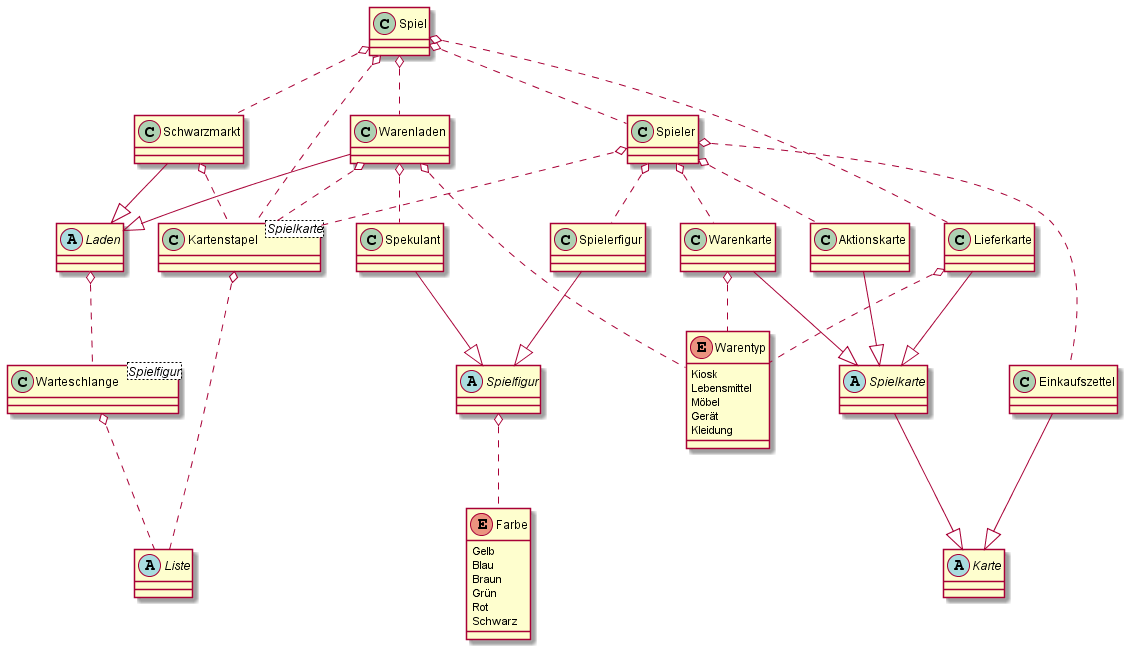 C Spiel
C Schwarzmarkt
C Warenladen
C Spieler
A Laden
C Kartenstapel
Spielkarte
C Spekulant
C Spielerfigur
C Warenkarte
C Aktionskarte
C Lieferkarte
C Warteschlange
Spielfigur
A Spielfigur
E Warentyp
Kiosk
Lebensmittel
Möbel
Gerät
Kleidung
A Spielkarte
C Einkaufszettel
A Liste
E Farbe
Gelb
Blau
Braun
Grün
Rot
Schwarz
A Karte